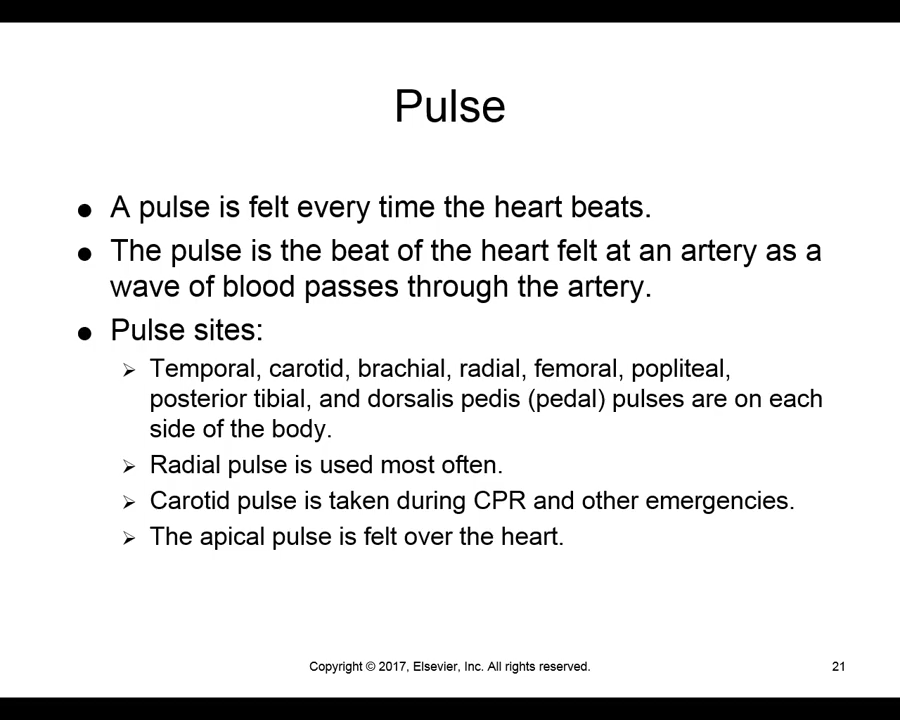 Pulse
● A pulse is felt every time the heart beats.
● The pulse is the beat of the heart felt at an artery as a
wave of blood passes through the artery.
● Pulse sites:
➢ Temporal, carotid, brachial, radial, femoral, popliteal,
posterior tibial, and dorsalis pedis (pedal) pulses are on each
side of the body.
➢ Radial pulse is used most often.
➢ Carotid pulse is taken during CPR and other emergencies.
➢ The apical pulse is felt over the heart.
Copyright © 2017, Elsevier, Inc. All rights reserved.
21